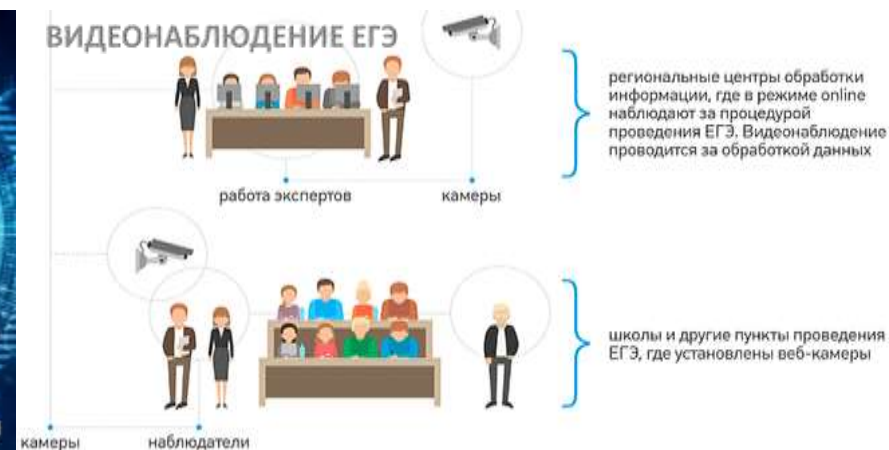 ВИДЕОНАБЛЮДЕНИЕ ЕГЭ
региональные центры обработки
информации, где в режиме online
наблюдают за процедурой
проведения ЕГЭ. Видеонаблюдение
проводится за обработкой данных
работа экспертов
камеры
школы и другие пункты проведения
ЕГЭ, где установлены веб-камеры
камеры
наблюдатели